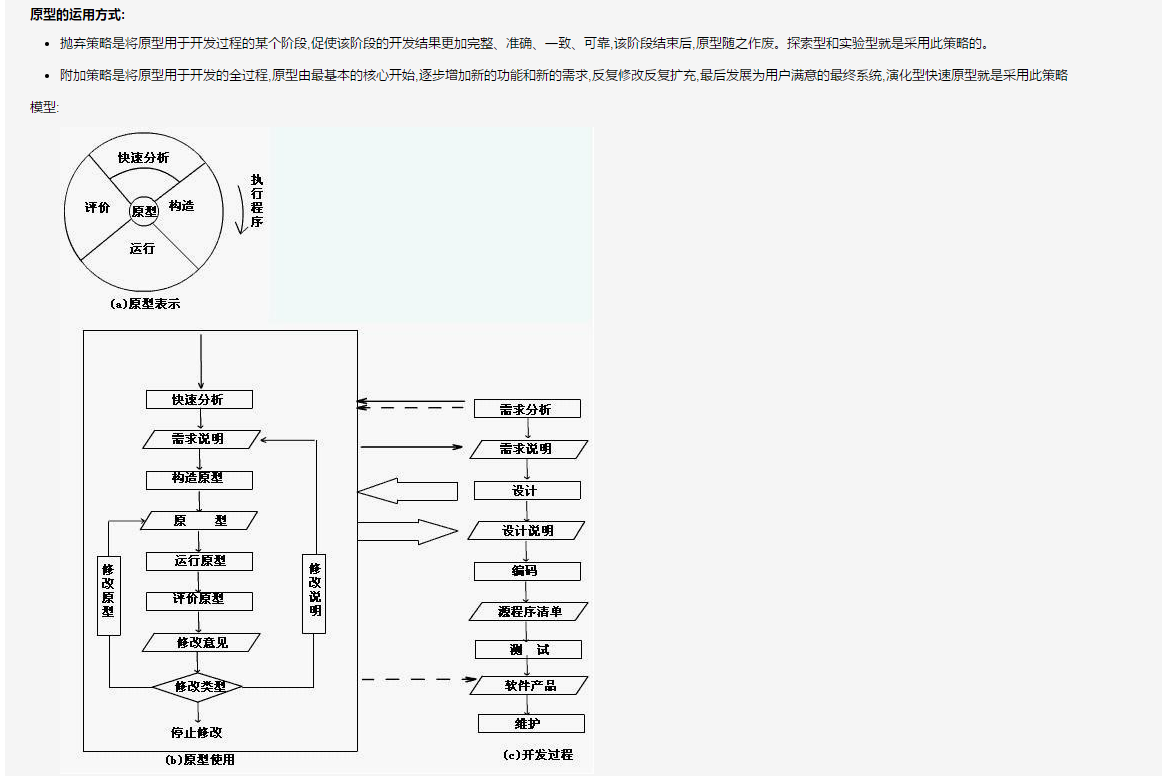 原型的运用方式:
抛弃策略是将原型用于开发过程的某个阶段,促使该阶段的开发结果更加完整、准确、一致、可靠,该阶段结束后,原型随之作废。探索型和实验型就是采用此策略的。
附加策略是将原型用于开发的全过程,原型由最基本的核心开始,逐步增加新的功能和新的需求,反复修改反复扩充,最后发展为用户满意的最终系统,演化型快速原型就是采用此策略
模型:
快速分析
评价
原型
构造
运行
执行程序
(a)原型表示
快速分析
需求说明
构造原型
原 型
运行原型
评价原型
修改意见
修改类型
停止修改
修改原型
修改说明
(b)原型使用
需求分析
需求说明
设计
设计说明
编码
源程序清单
测 试
软件产品
维护
(c)开发过程